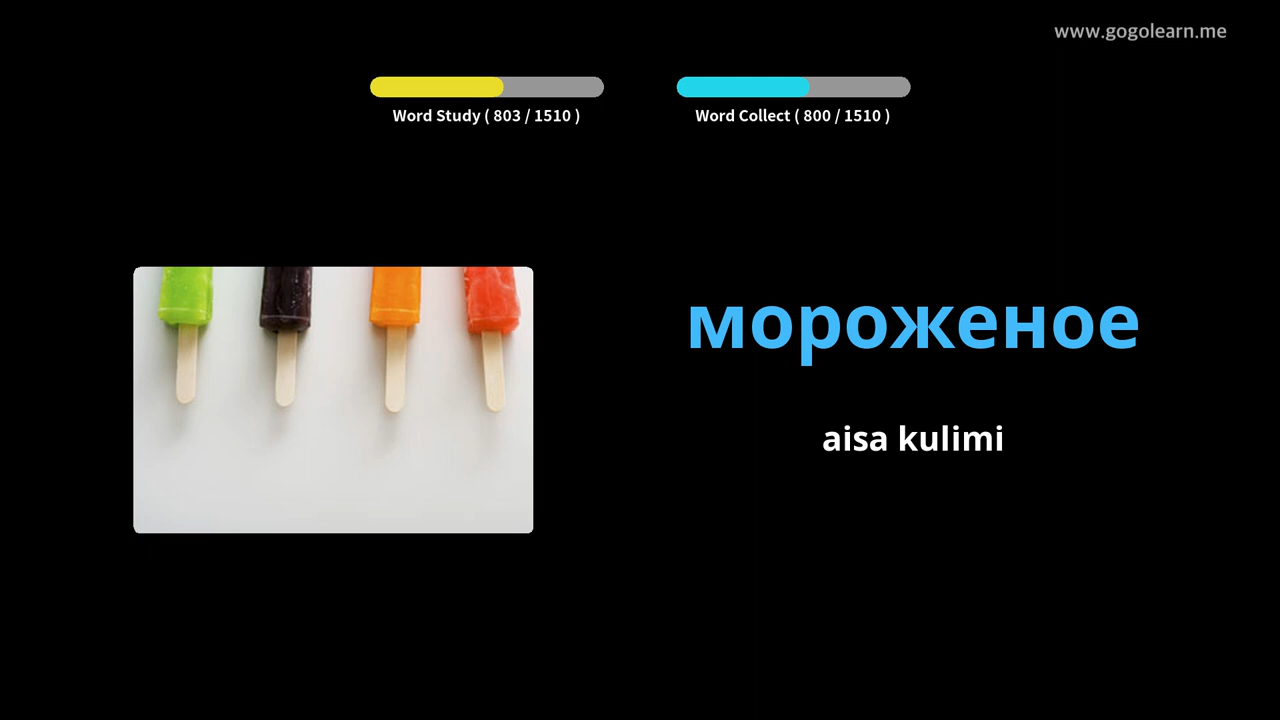 www.gogolearn.me
Word Study ( 803 / 1510 )
Word Collect ( 800 / 1510 )
мороженое
aisa kulimi